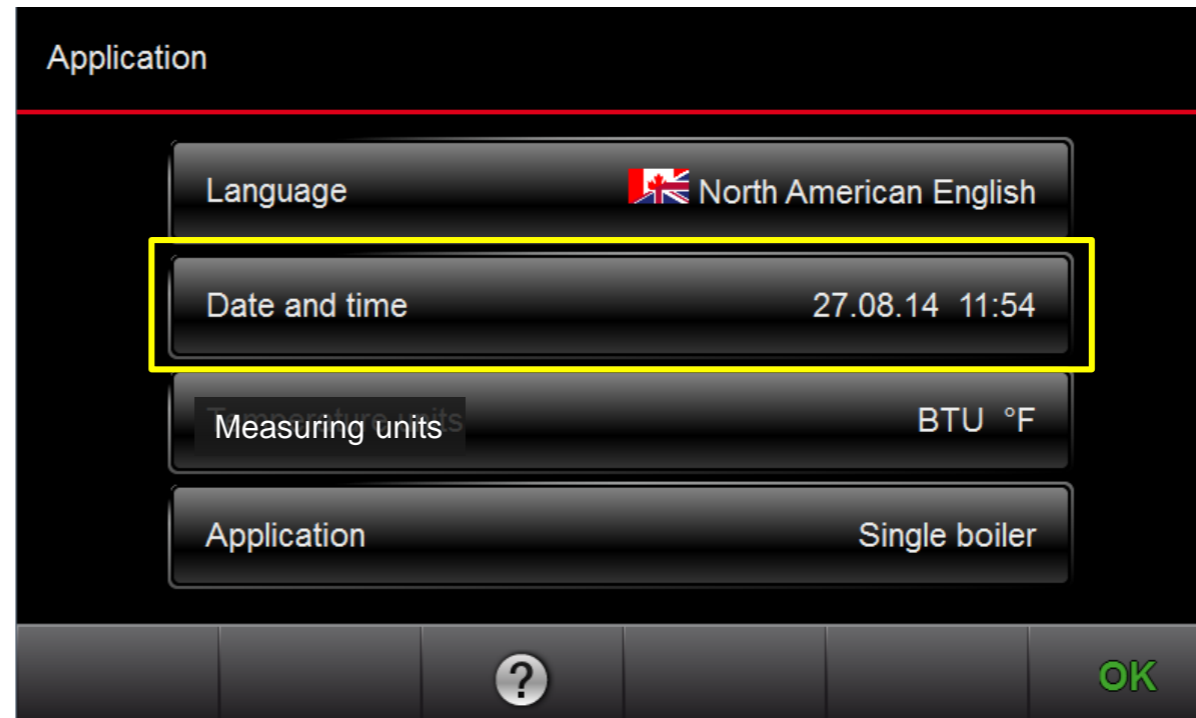 Application
Language North American English
Date and time 27.08.14 11:54
Measuring units BTU °F
Application Single boiler
? OK